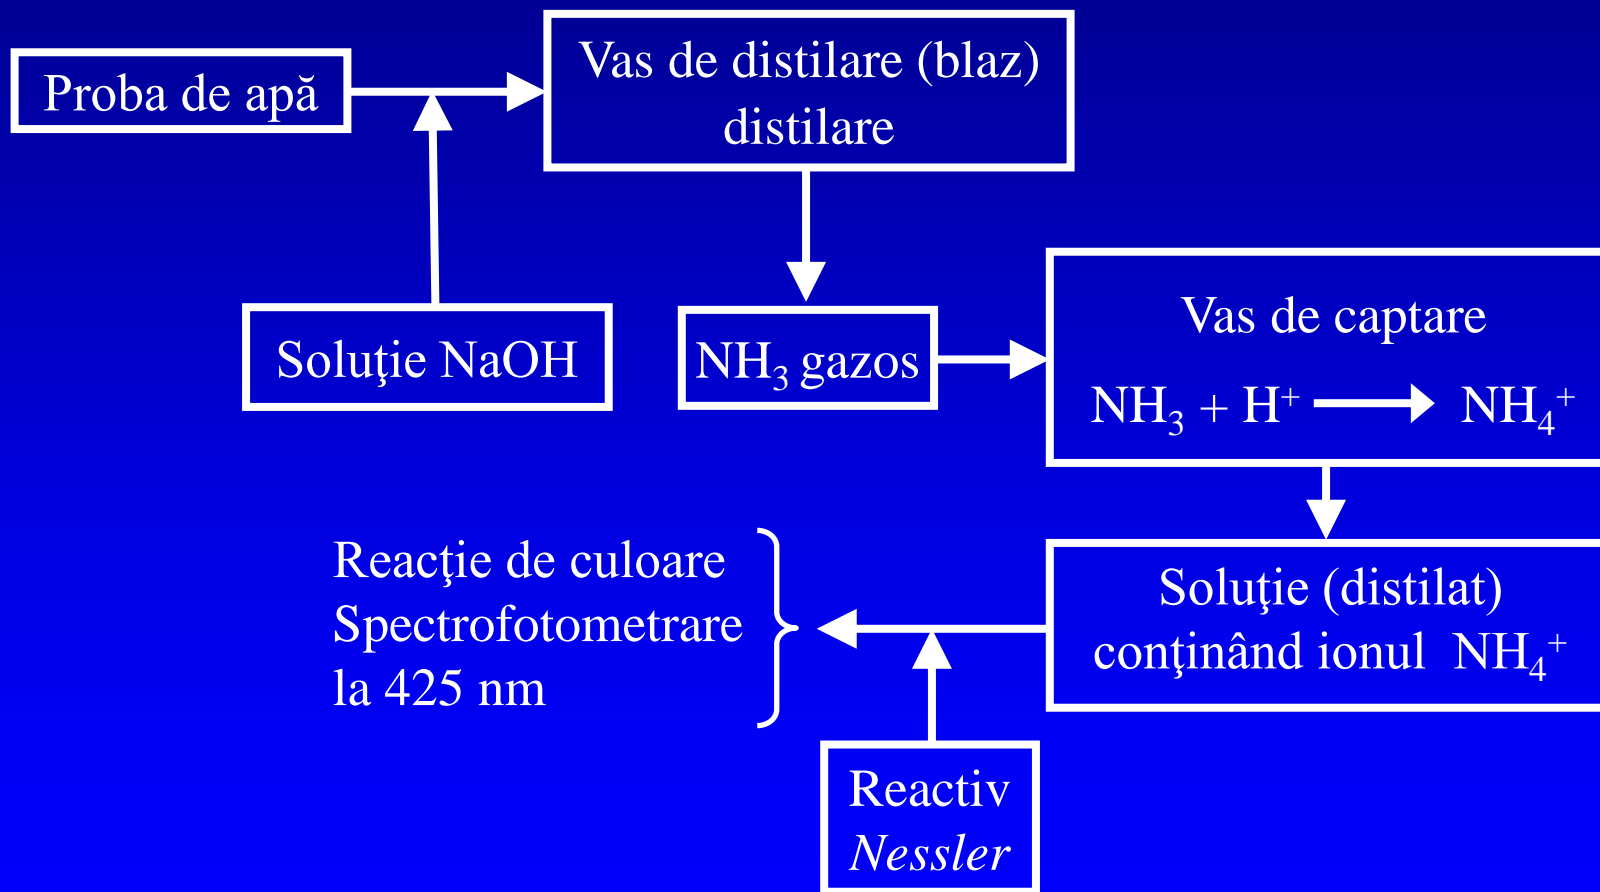 Proba de apă
Vas de distilare (blaz)
distilare
Soluţie NaOH
NH₃ gazos
Vas de captare
NH₃ + H⁺ → NH₄⁺
Soluţie (distilat)
conţinând ionul NH₄⁺
Reacţie de culoare
Spectrofotometrare
la 425 nm
Reactiv
Nessler